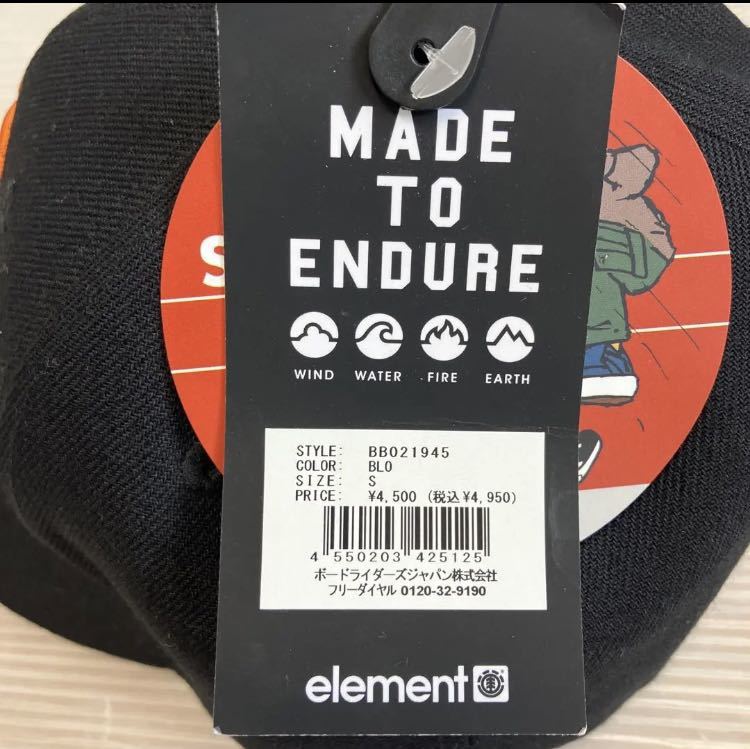 MADE
TO
ENDURE
WIND WATER FIRE EARTH
STYLE: BB021945
COLOR: BLO
SIZE: S
PRICE: ¥4,500 (税込¥4,950)
4 550203 425125
ボードライダーズジャパン株式会社
フリーダイヤル 0120-32-9190
element
S